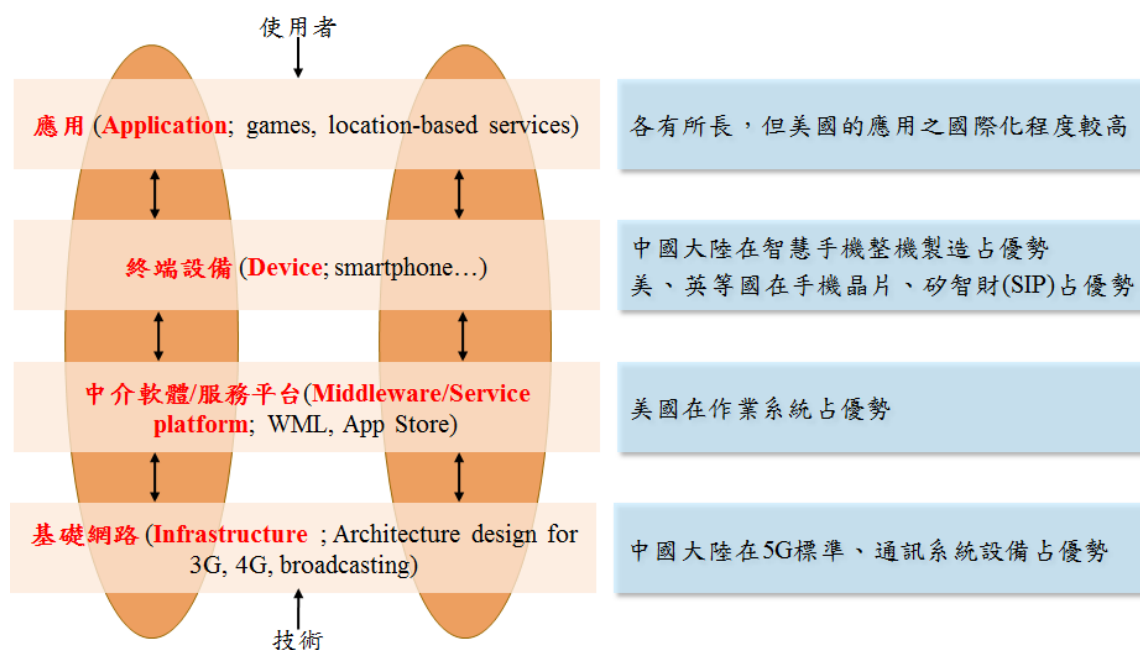 使用者
應用 (Application; games, location-based services)
各有所長，但美國的應用之國際化程度較高
終端設備 (Device; smartphone…)
中國大陸在智慧手機整機製造占優勢
美、英等國在手機晶片、矽智財(SIP)占優勢
中介軟體/服務平台(Middleware/Service
platform; WML, App Store)
美國在作業系統占優勢
基礎網路 (Infrastructure ; Architecture design for
3G, 4G, broadcasting)
中國大陸在5G標準、通訊系統設備占優勢
技術